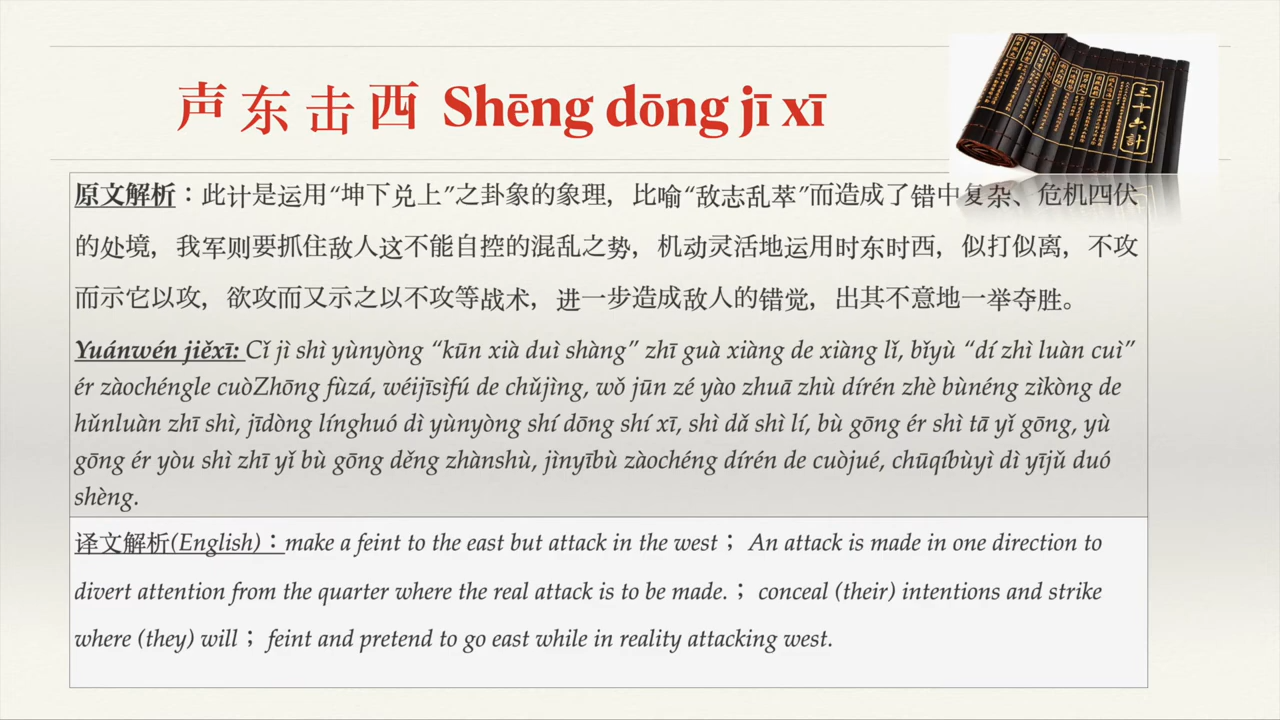 声东击西 Shēng dōng jī xī
三十六计
原文解析：此计是运用“坤下兑上”之卦象的象理，比喻“敌志乱萃”而造成了错中复杂、危机四伏
的处境，我军则要抓住敌人这不能自控的混乱之势，机动灵活地运用时东时西，似打似离，不攻
而示它以攻，欲攻而又示之以不攻等战术，进一步造成敌人的错觉，出其不意地一举夺胜。
Yuánwén jiěxī: Cǐ jì shì yùnyòng “kūn xià duì shàng” zhī guà xiàng de xiàng lǐ, bǐyù “dí zhì luàn cuì”
ér zàochéngle cuòZhōng fùzá, wéijīsìfú de chǔjìng, wǒ jūn zé yào zhuā zhù dírén zhè bùnéng zìkòng de
hǔnluàn zhī shì, jīdòng línghuó dì yùnyòng shí dōng shí xī, shì dǎ shì lí, bù gōng ér shì tā yǐ gōng, yù
gōng ér yòu shì zhī yǐ bù gōng děng zhànshù, jìnyībù zàochéng dírén de cuòjué, chūqíbùyì dì yījǔ duó
shèng.
译文解析(English)：make a feint to the east but attack in the west； An attack is made in one direction to
divert attention from the quarter where the real attack is to be made.； conceal (their) intentions and strike
where (they) will； feint and pretend to go east while in reality attacking west.